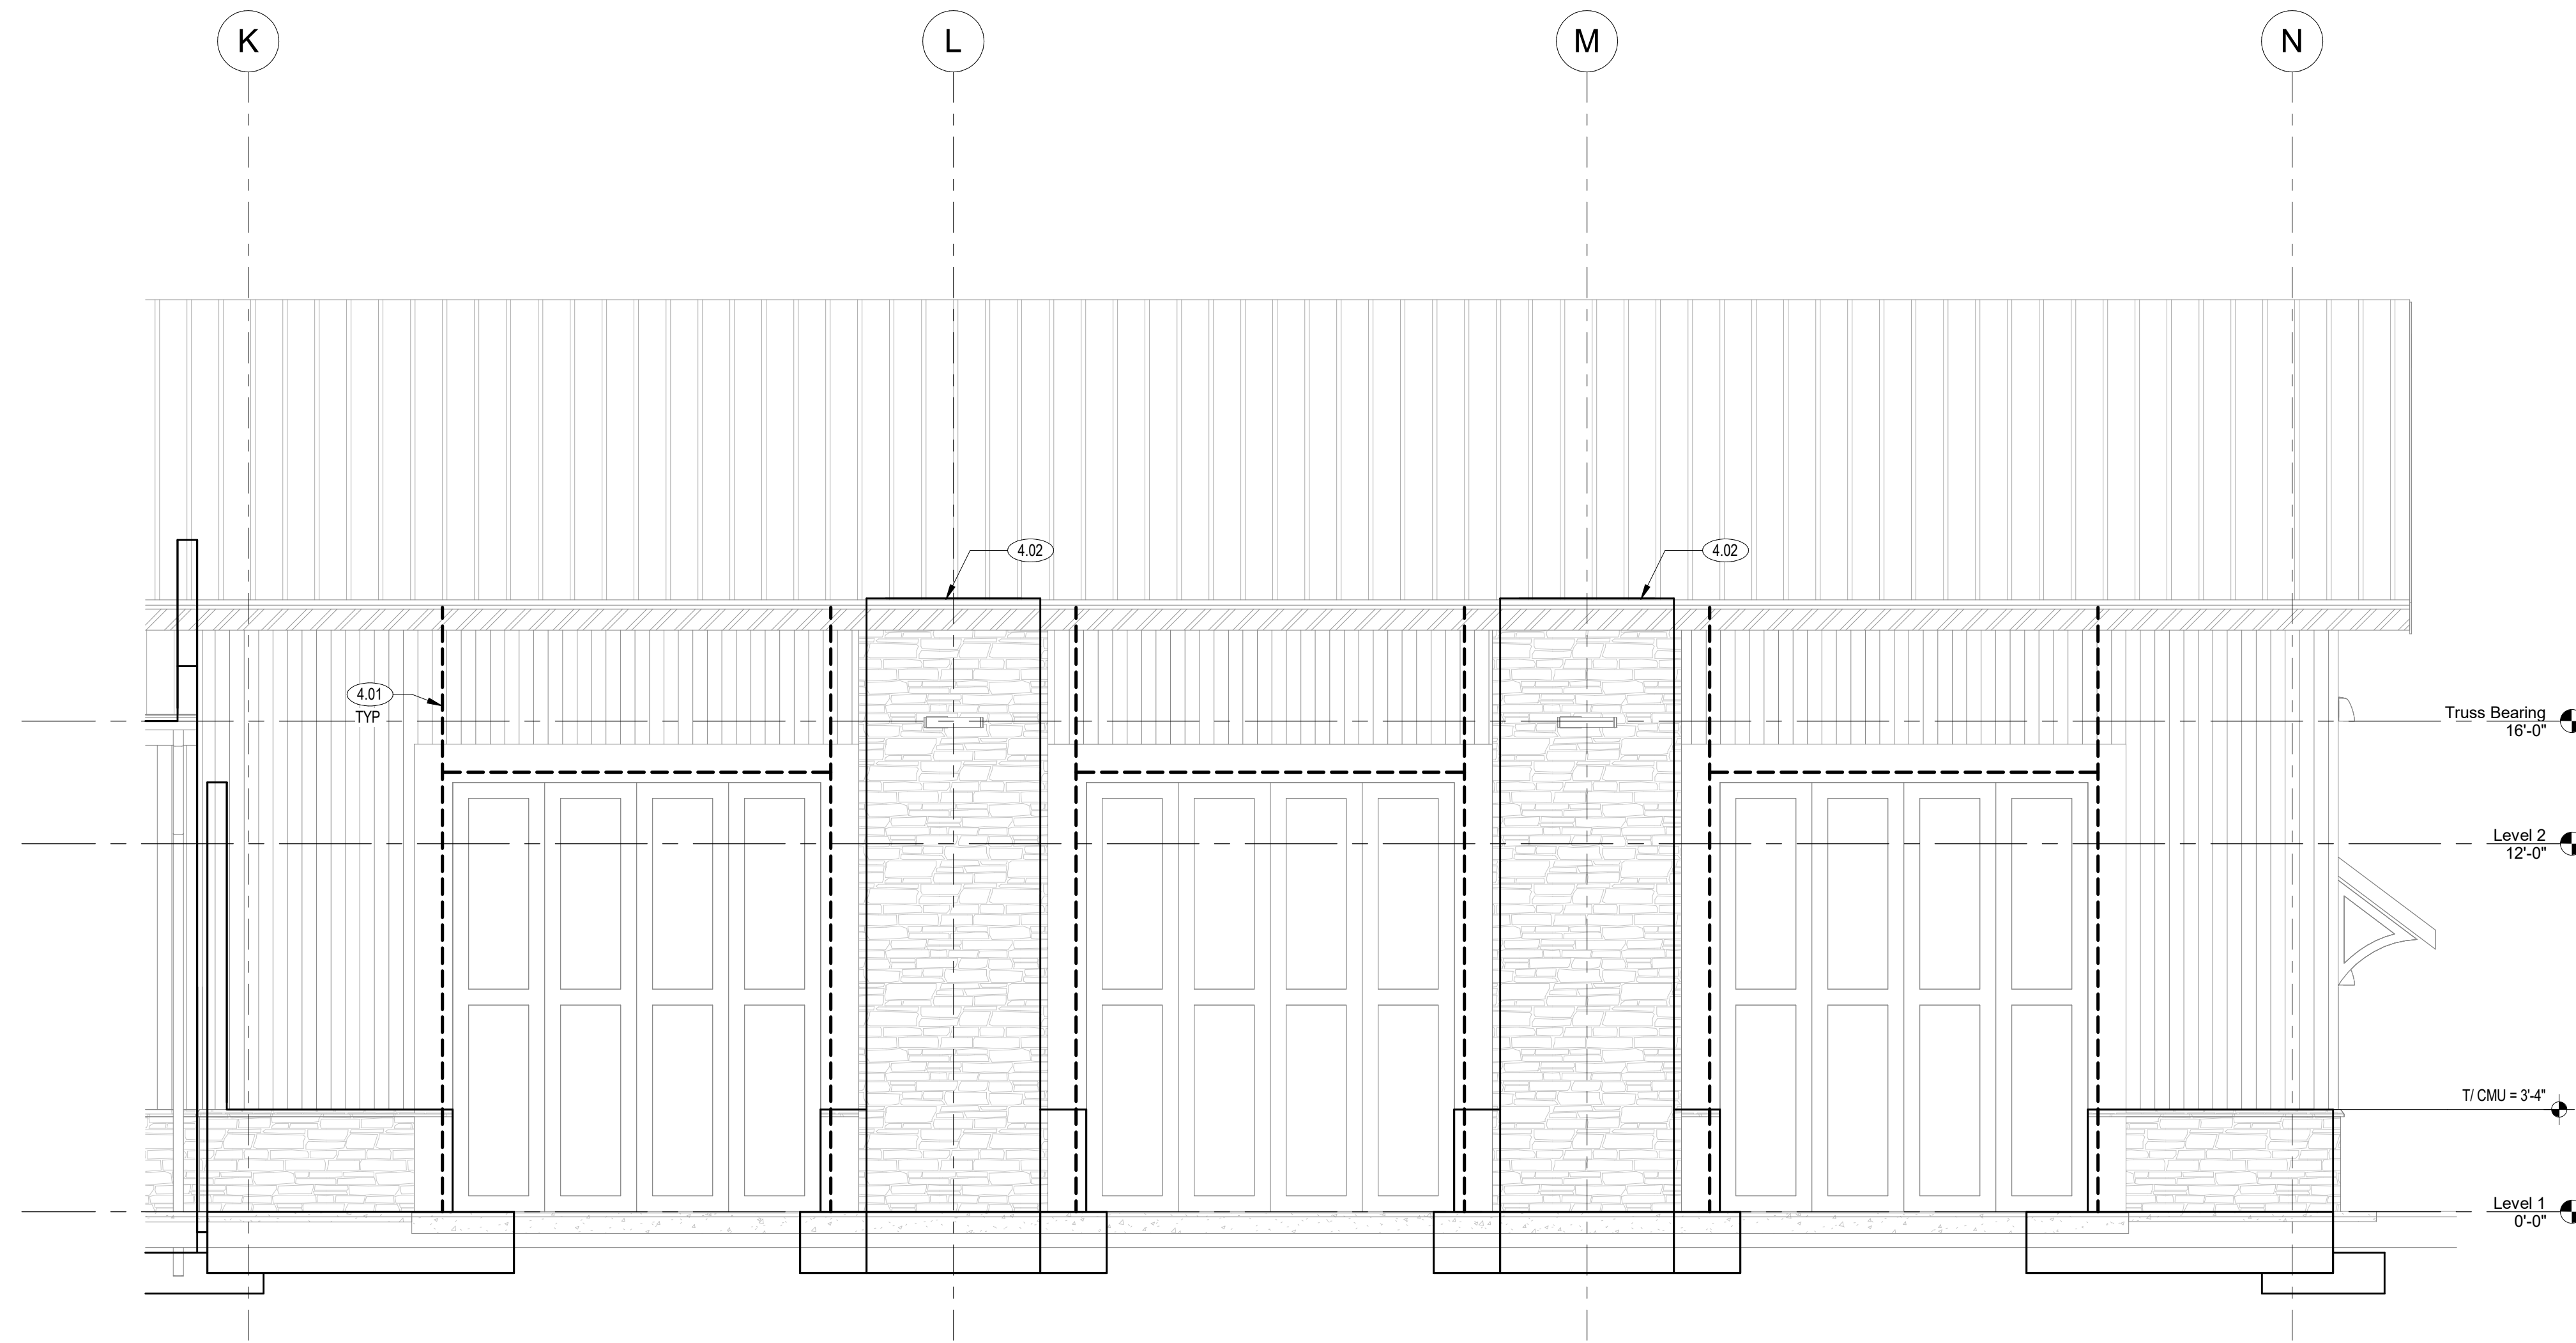 K
L
M
N
4.02
4.02
4.01
TYP
Truss Bearing
16'-0"
Level 2
12'-0"
T/ CMU = 3'-4"
Level 1
0'-0"